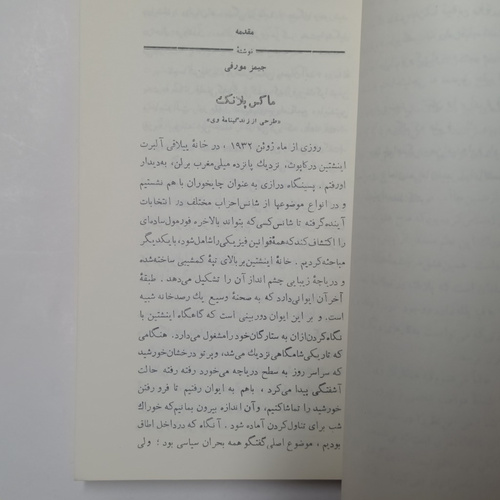 مقدمه
نوشتهٔ
جیمز مورفی
ماکس پلانک
«طرحی از زندگینامهٔ وی»
روزی از ماه ژوئن ۱۹۳۲ ، در خانهٔ ییلاقی آلبرت
اینشتین در کاپوت، نزدیک پانزده میلی مغرب برلن، به دیدار
او رفتم . پسینگاه درازی به عنوان چایخوران با هم نشستیم
و در انواع موضوعها از شانس احزاب مختلف در انتخابات
آینده گرفته تا شانس کسی که بتواند بالاخره فورمول ساده‌ای
را اکتشاف کند که همهٔ قوانین فیزیکی را شامل شود، با یکدیگر
مباحثه کردیم . خانهٔ اینشتین بر بالای تپهٔ کم‌شیبی ساخته شده
و دریاچهٔ زیبایی چشم انداز آن را تشکیل می‌دهد . طبقهٔ
آخر آن ایوانی دارد که به صحنهٔ وسیع یک رصدخانه شبیه
است . و بر این ایوان دوربینی است که گاهگاه اینشتین با
نگاه کردن از آن به ستارگان خود را مشغول می‌دارد. هنگامی
که تاریکی شامگاهی نزدیک می‌شد، و پرتو درخشان خورشید
که سراسر روز به سطح دریاچه می‌خورد رفته رفته حالت
آشفتگی پیدا می‌کرد ، باهم به ایوان رفتیم تا فرو رفتن
خورشید را تماشا کنیم، و آن اندازه بیرون بمانیم که خوراک
شب برای تناول کردن آماده شود . آنگاه که در داخل اطاق
بودیم ، موضوع اصلی گفتگو همه بحران سیاسی بود ؛ ولی